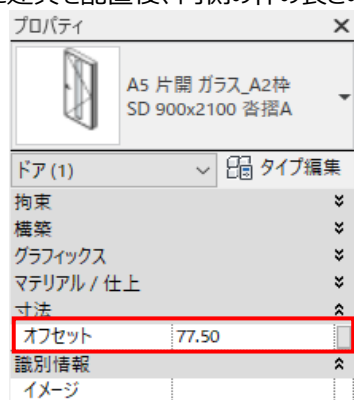 プロパティ
A5 片開 ガラス_A2枠
SD 900x2100 沓摺A
ドア (1)
タイプ編集
拘束
構築
グラフィックス
マテリアル / 仕上
寸法
オフセット 77.50
識別情報
イメージ